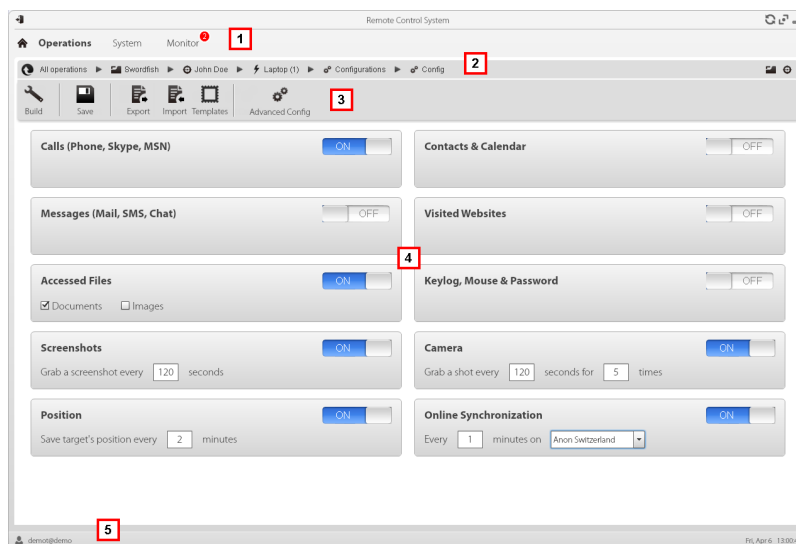 Remote Control System
Operations System Monitor 2 1
All operations Swordfish John Doe Laptop (1) Configurations Config 2
Build Save Export Import Templates Advanced Config 3
Calls (Phone, Skype, MSN) ON
Contacts & Calendar OFF
Messages (Mail, SMS, Chat) OFF
Visited Websites OFF
4
Accessed Files ON
Documents Images
Keylog, Mouse & Password OFF
Screenshots ON
Grab a screenshot every 120 seconds
Camera ON
Grab a shot every 120 seconds for 5 times
Position ON
Save target's position every 2 minutes
Online Synchronization ON
Every 1 minutes on Anon Switzerland
5
demot@demo
Fri, Apr 6 13:00